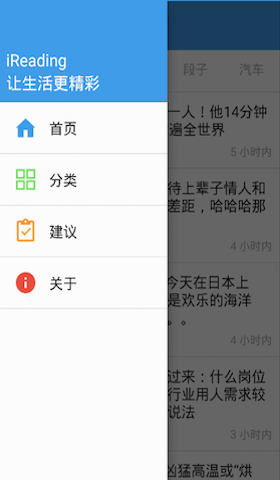 iReading
让生活更精彩
首页
分类
建议
关于
段子
汽车
一人！他14分钟
遍全世界
5 小时内
待上辈子情人和
差距，哈哈哈那
4 小时内
今天在日本上
是欢乐的海洋
。。
4 小时内
过来：什么岗位
行业用人需求较
说法
3 小时内
凶猛高温或“烘